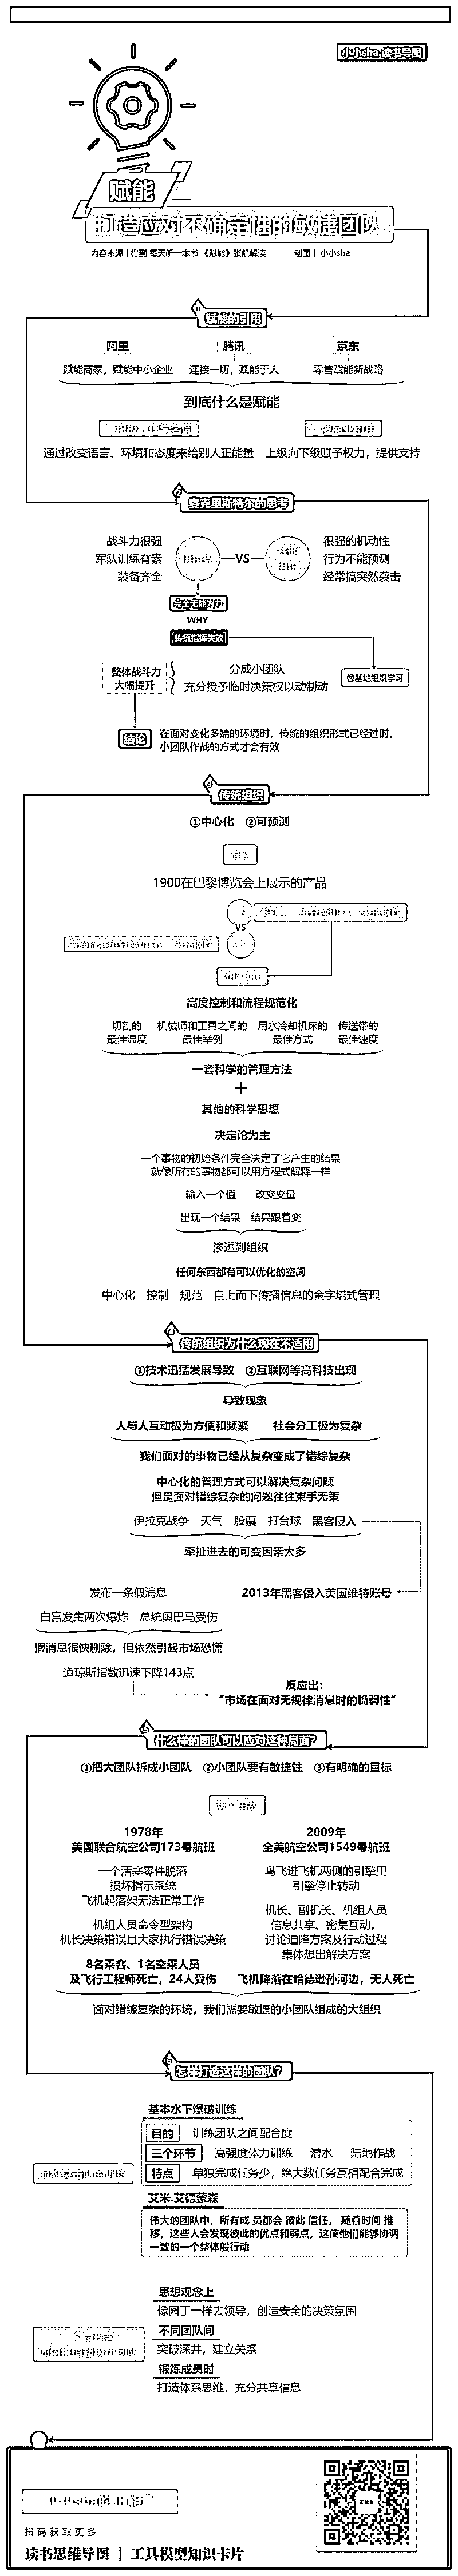 小小sha·读书导图
赋能
打造应对不确定性的敏捷团队
内容来源 | 得到 每天听一本书 《赋能》张凯解读 制图 | 小小sha
赋能的引用
阿里 腾讯 京东
赋能商家，赋能中小企业 连接一切，赋能于人 零售赋能新战略
到底什么是赋能
通过改变语言、环境和态度来给别人正能量 上级向下级赋予权力，提供支持
麦克里斯特尔的思考
战斗力很强
军队训练有素
装备齐全
VS
很强的机动性
行为不能预测
经常搞突然袭击
完全无能为力
WHY
传统指挥失效
整体战斗力
大幅提升
分成小团队
充分授予临时决策权以动制动
像基地组织学习
结论
在面对变化多端的环境时，传统的组织形式已经过时，
小团队作战的方式才会有效
传统组织
①中心化 ②可预测
1900在巴黎博览会上展示的产品
VS
高度控制和流程规范化
切割的
最佳温度
机械师和工具之间的
最佳举例
用水冷却机床的
最佳方式
传送带的
最佳速度
一套科学的管理方法
+
其他的科学思想
决定论为主
一个事物的初始条件完全决定了它产生的结果
就像所有的事物都可以用方程式解释一样
输入一个值 改变变量
出现一个结果 结果跟着变
渗透到组织
任何东西都有可以优化的空间
中心化 控制 规范 自上而下传播信息的金字塔式管理
传统组织为什么现在不适用
①技术迅猛发展导致 ②互联网等高科技出现
导致现象
人与人互动极为方便和频繁 社会分工极为复杂
我们面对的事物已经从复杂变成了错综复杂
中心化的管理方式可以解决复杂问题
但是面对错综复杂的问题往往束手无策
伊拉克战争 天气 股票 打台球 黑客侵入
牵扯进去的可变因素太多
发布一条假消息
2013年黑客侵入美国维特账号
白宫发生两次爆炸 总统奥巴马受伤
假消息很快删除，但依然引起市场恐慌
道琼斯指数迅速下降143点
反应出：
“市场在面对无规律消息时的脆弱性”
什么样的团队可以应对这种局面？
①把大团队拆成小团队 ②小团队要有敏捷性 ③有明确的目标
1978年
美国联合航空公司173号航班
一个活塞零件脱落
损坏指示系统
飞机起落架无法正常工作
机组人员命令型架构
机长决策错误且大家执行错误决策
8名乘客、1名空乘人员
及飞行工程师死亡，24人受伤
2009年
全美航空公司1549号航班
鸟飞进飞机两侧的引擎里
引擎停止转动
机长、副机长、机组人员
信息共享、密集互动，
讨论迫降方案及行动过程
集体想出解决方案
飞机降落在哈德逊孙河边，无人死亡
面对错综复杂的环境，我们需要敏捷的小团队组成的大组织
怎样打造这样的团队？
基本水下爆破训练
目的 训练团队之间配合度
三个环节 高强度体力训练 潜水 陆地作战
特点 单独完成任务少，绝大数任务互相配合完成
艾米.艾德蒙森
伟大的团队中，所有成 员都会 彼此 信任， 随着时间 推
移，这些人会发现彼此的优点和弱点，这使他们能够协调
一致的一个整体般行动
思想观念上
像园丁一样去领导，创造安全的决策氛围
不同团队间
突破深井，建立关系
锻炼成员时
打造体系思维，充分共享信息
扫码获取更多
读书思维导图 | 工具模型知识卡片